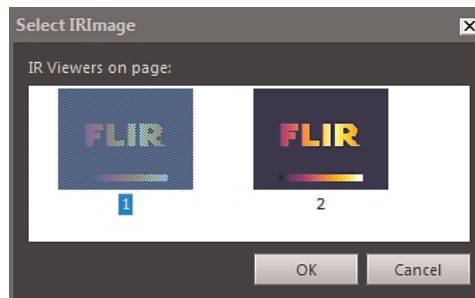 Select IRImage
IR Viewers on page:
FLIR FLIR
1 2
OK Cancel